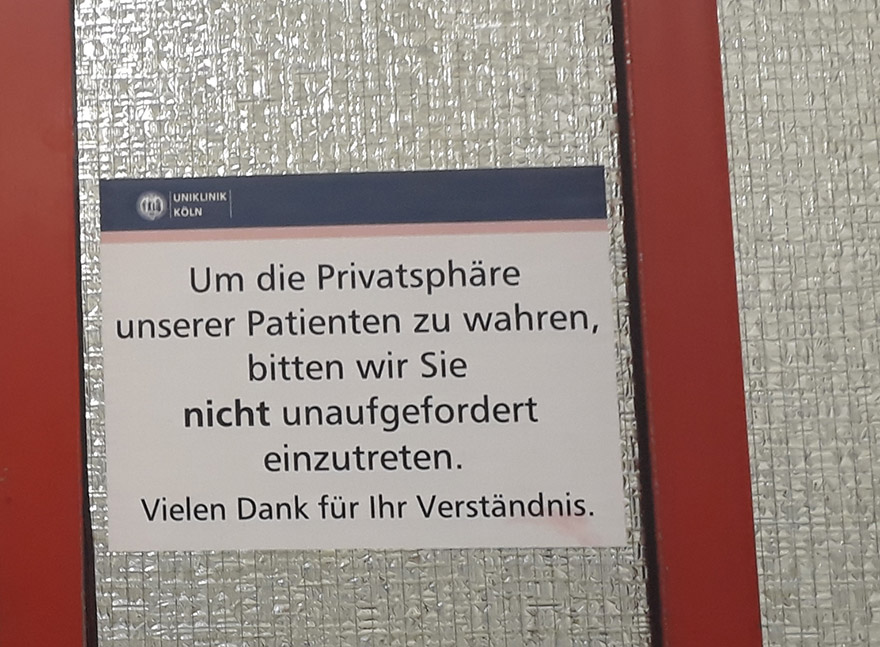 UNIKLINIK
KÖLN
Um die Privatsphäre
unserer Patienten zu wahren,
bitten wir Sie
nicht unaufgefordert
einzutreten.
Vielen Dank für Ihr Verständnis.